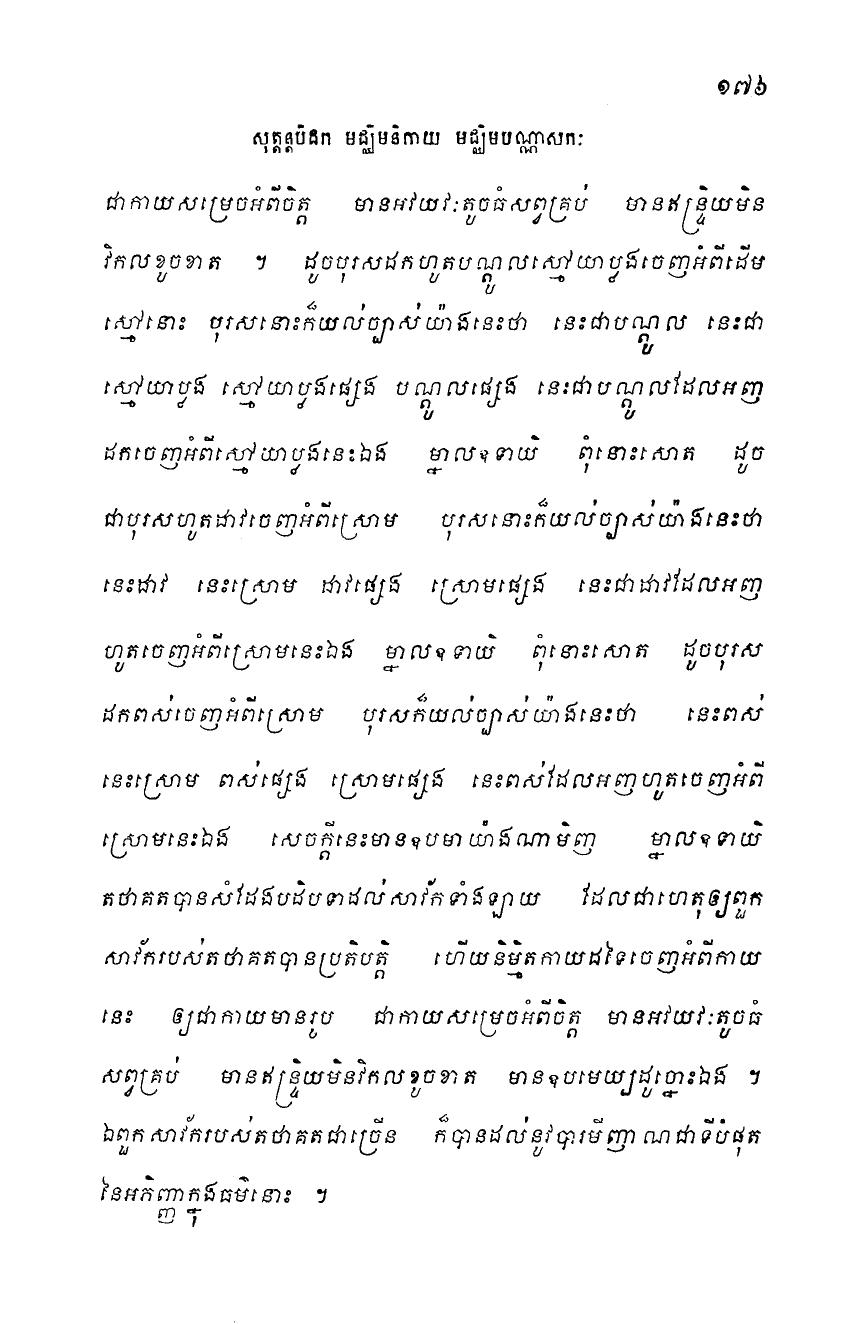 ១៧៦
សុត្តន្តបិដក មជ្ឈិមនិកាយ មជ្ឈិមបណ្ណាសកៈ
ជាកាយសម្រេចអំពីចិត្ត មានអវយវៈតូចធំសព្វគ្រប់ មានឥន្ទ្រិយមិន
វិកលខូចខាត ។ ដូចបុរសដកហូតបណ្តូលស្មៅយាប្លងចេញអំពីដើម
ស្មៅនោះ បុរសនោះក៏យល់ច្បាស់យ៉ាងនេះថា នេះជាបណ្តូល នេះជា
ស្មៅយាប្លង ស្មៅយាប្លងផ្សេង បណ្តូលផ្សេង នេះជាបណ្តូលដែលអញ
ដកចេញអំពីស្មៅយាប្លងនេះឯង ម្នាលឧទាយិ ពុំនោះសោត ដូច
ជាបុរសហូតដាវចេញអំពីស្រោម បុរសនោះក៏យល់ច្បាស់យ៉ាងនេះថា
នេះដាវ នេះស្រោម ដាវផ្សេង ស្រោមផ្សេង នេះជាដាវដែលអញ
ហូតចេញអំពីស្រោមនេះឯង ម្នាលឧទាយិ ពុំនោះសោត ដូចបុរស
ដកពស់ចេញអំពីស្រោម បុរសក៏យល់ច្បាស់យ៉ាងនេះថា នេះពស់
នេះស្រោម ពស់ផ្សេង ស្រោមផ្សេង នេះពស់ដែលអញហូតចេញអំពី
ស្រោមនេះឯង សេចក្តីនេះមានឧបមាយ៉ាងណាមិញ ម្នាលឧទាយិ
តថាគតបានសំដែងបដិបទាដល់សាវ័កទាំងឡាយ ដែលជាហេតុឲ្យពួក
សាវ័ករបស់តថាគតបានប្រតិបត្តិ ហើយនិម្មិតកាយដទៃចេញអំពីកាយ
នេះ ឲ្យជាកាយមានរូប ជាកាយសម្រេចអំពីចិត្ត មានអវយវៈតូចធំ
សព្វគ្រប់ មានឥន្ទ្រិយមិនវិកលខូចខាត មានឧបមេយ្យដូច្នោះឯង ។
ឯពួកសាវ័ករបស់តថាគតជាច្រើន ក៏បានដល់នូវបារមីញាណជាទីបំផុត
នៃអភិញ្ញាក្នុងធម៌នោះ ។